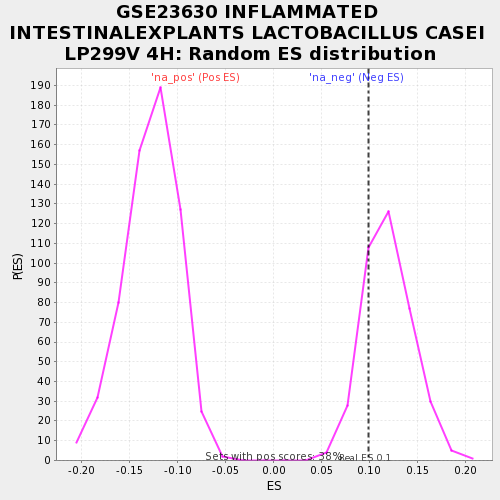 GSE23630 INFLAMMATED
INTESTINALEXPLANTS LACTOBACILLUS CASEI
LP299V 4H: Random ES distribution
'na_pos' (Pos ES)
'na_neg' (Neg ES)
P(ES)
190
180
170
160
150
140
130
120
110
100
90
80
70
60
50
40
30
20
10
0
Sets with pos scores: 38%
Real ES 0.1
-0.20 -0.15 -0.10 -0.05 0.00 0.05 0.10 0.15 0.20
ES